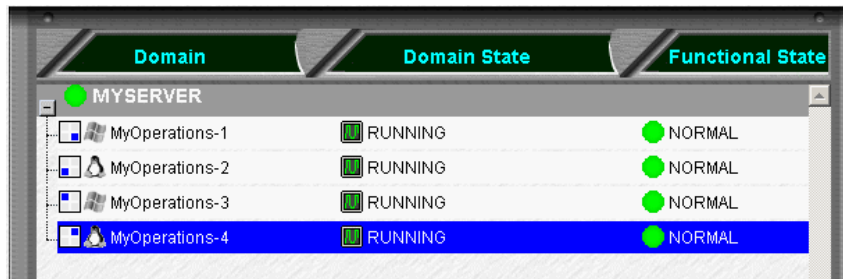 Domain Domain State Functional State
MYSERVER
MyOperations-1 RUNNING NORMAL
MyOperations-2 RUNNING NORMAL
MyOperations-3 RUNNING NORMAL
MyOperations-4 RUNNING NORMAL